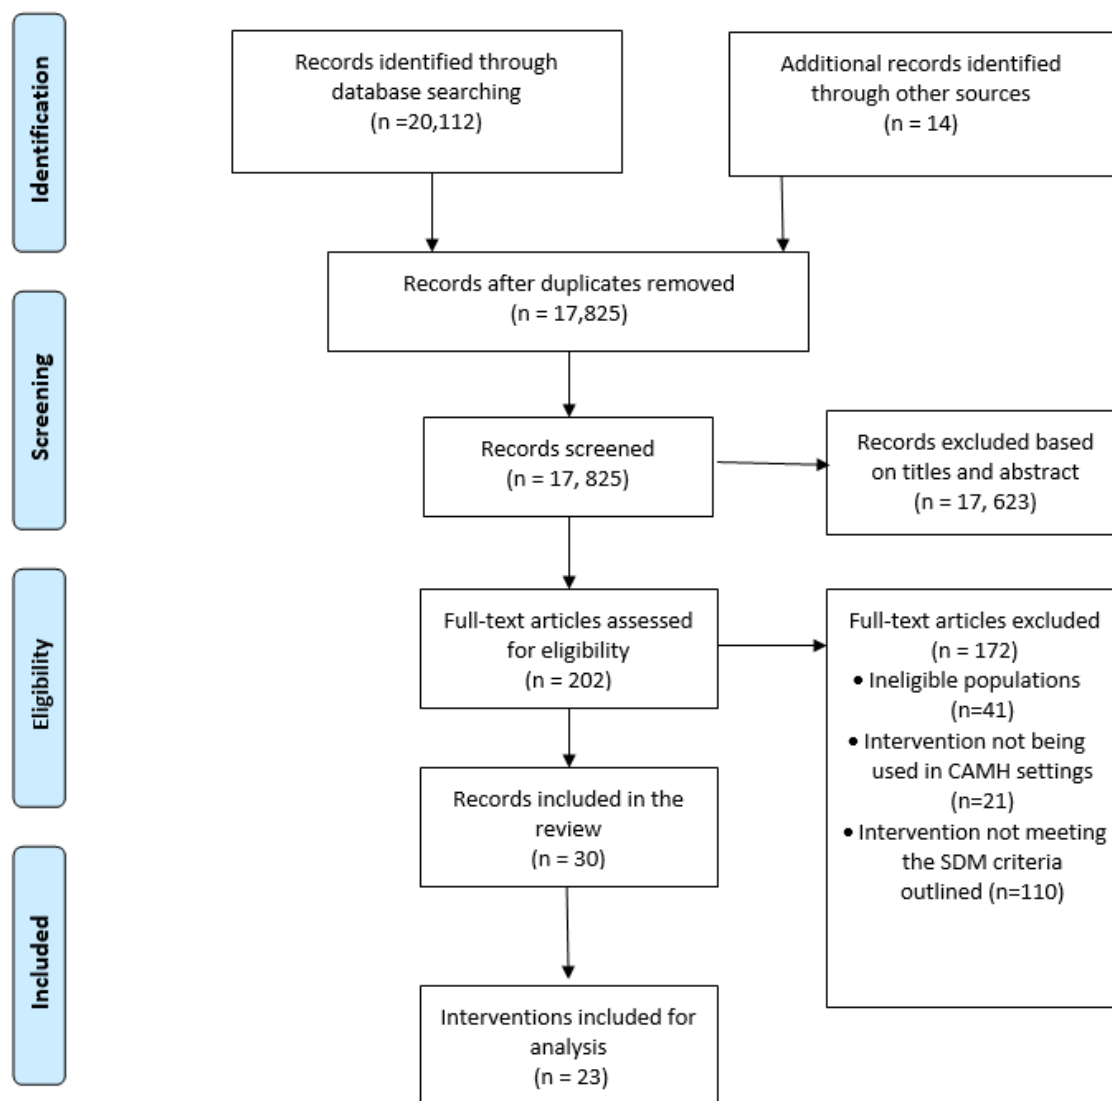 Identification
Records identified through
database searching
(n =20,112)
Additional records identified
through other sources
(n = 14)
Records after duplicates removed
(n = 17,825)
Screening
Records screened
(n = 17, 825)
Records excluded based
on titles and abstract
(n = 17, 623)
Eligibility
Full-text articles assessed
for eligibility
(n = 202)
Full-text articles excluded
(n = 172)
• Ineligible populations
(n=41)
• Intervention not being
used in CAMH settings
(n=21)
• Intervention not meeting
the SDM criteria
outlined (n=110)
Records included in the
review
(n = 30)
Included
Interventions included for
analysis
(n = 23)